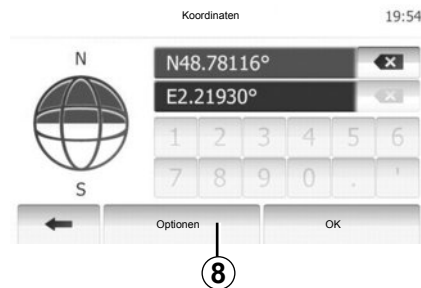 Koordinaten 19:54
N
N48.78116°
E2.21930°
1 2 3 4 5 6
7 8 9 0 . '
S
Optionen OK
8